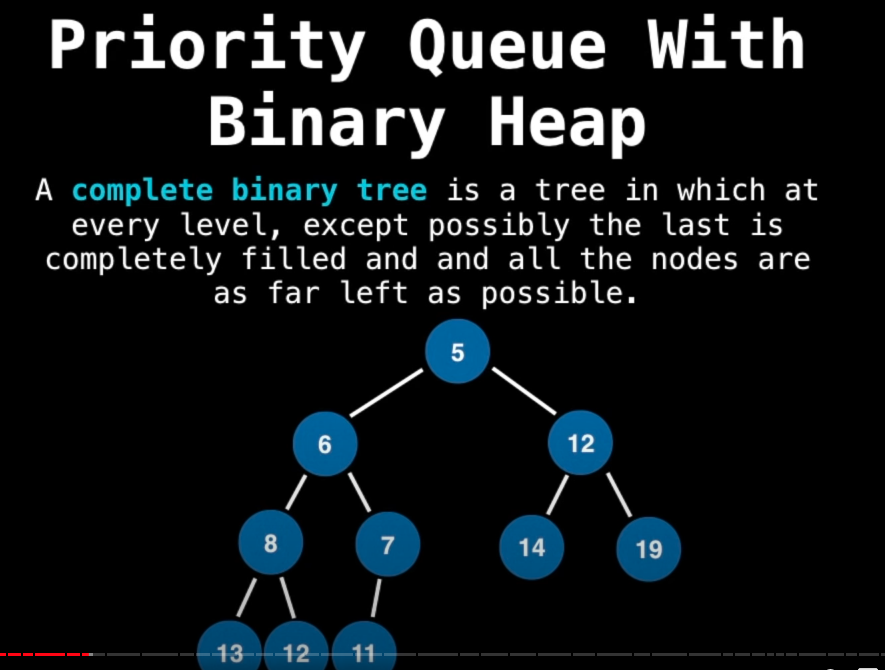 Priority Queue With
Binary Heap
A complete binary tree is a tree in which at
every level, except possibly the last is
completely filled and and all the nodes are
as far left as possible.
5
6 12
8 7 14 19
13 12 11